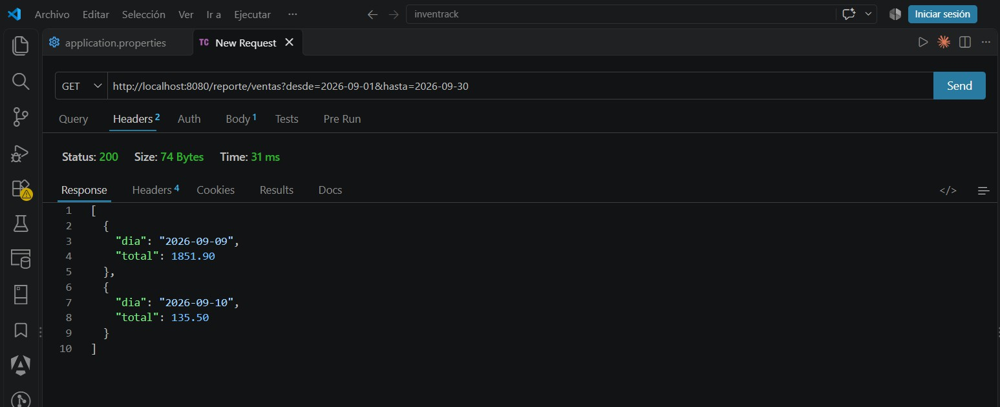 Archivo Editar Selección Ver Ir a Ejecutar ··· inventrack Iniciar sesión
application.properties TC New Request
GET http://localhost:8080/reporte/ventas?desde=2026-09-01&hasta=2026-09-30 Send
Query Headers 2 Auth Body 1 Tests Pre Run
Status: 200 Size: 74 Bytes Time: 31 ms
Response Headers 4 Cookies Results Docs </>
1 [
2 {
3 "dia": "2026-09-09",
4 "total": 1851.90
5 },
6 {
7 "dia": "2026-09-10",
8 "total": 135.50
9 }
10 ]